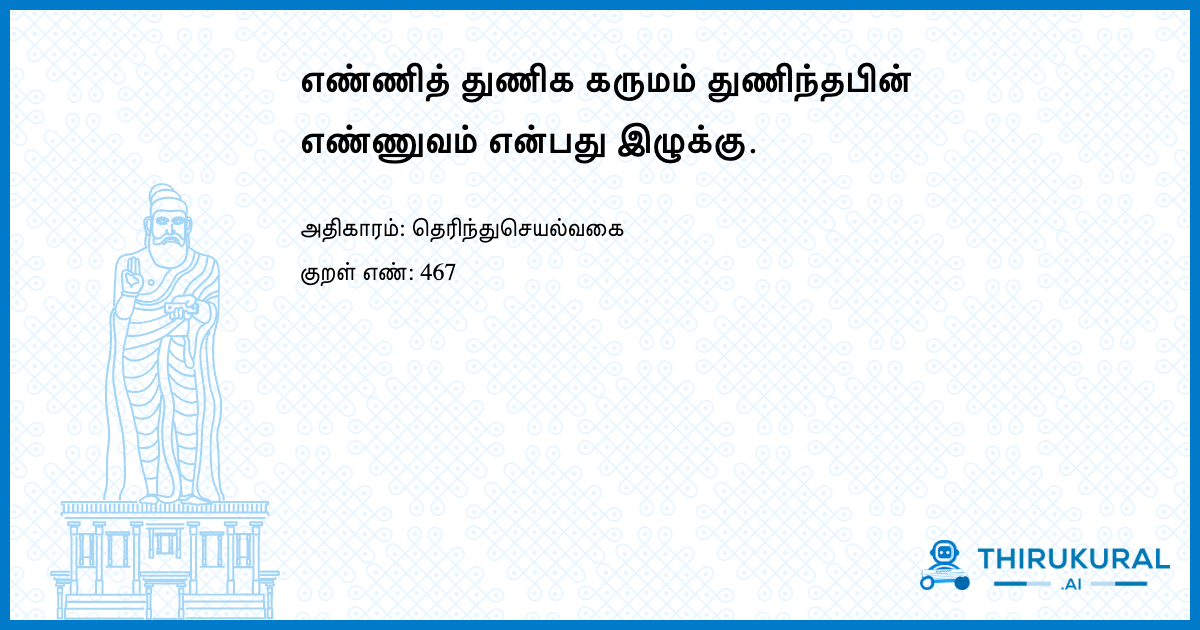 எண்ணித் துணிக கருமம் துணிந்தபின்
எண்ணுவம் என்பது இழுக்கு.
அதிகாரம்: தெரிந்துசெயல்வகை
குறள் எண்: 467
THIRUKURAL
.AI